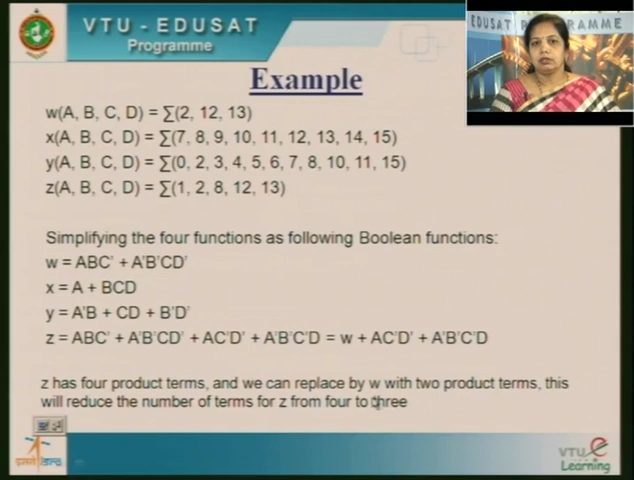 VTU - EDUSAT
Programme
EDUSAT PROGRAMME
Example
w(A, B, C, D) = ∑(2, 12, 13)
x(A, B, C, D) = ∑(7, 8, 9, 10, 11, 12, 13, 14, 15)
y(A, B, C, D) = ∑(0, 2, 3, 4, 5, 6, 7, 8, 10, 11, 15)
z(A, B, C, D) = ∑(1, 2, 8, 12, 13)
Simplifying the four functions as following Boolean functions:
w = ABC' + A'B'CD'
x = A + BCD
y = A'B + CD + B'D'
z = ABC' + A'B'CD' + AC'D' + A'B'C'D = w + AC'D' + A'B'C'D
z has four product terms, and we can replace by w with two product terms, this
will reduce the number of terms for z from four to three
VTU e
Learning